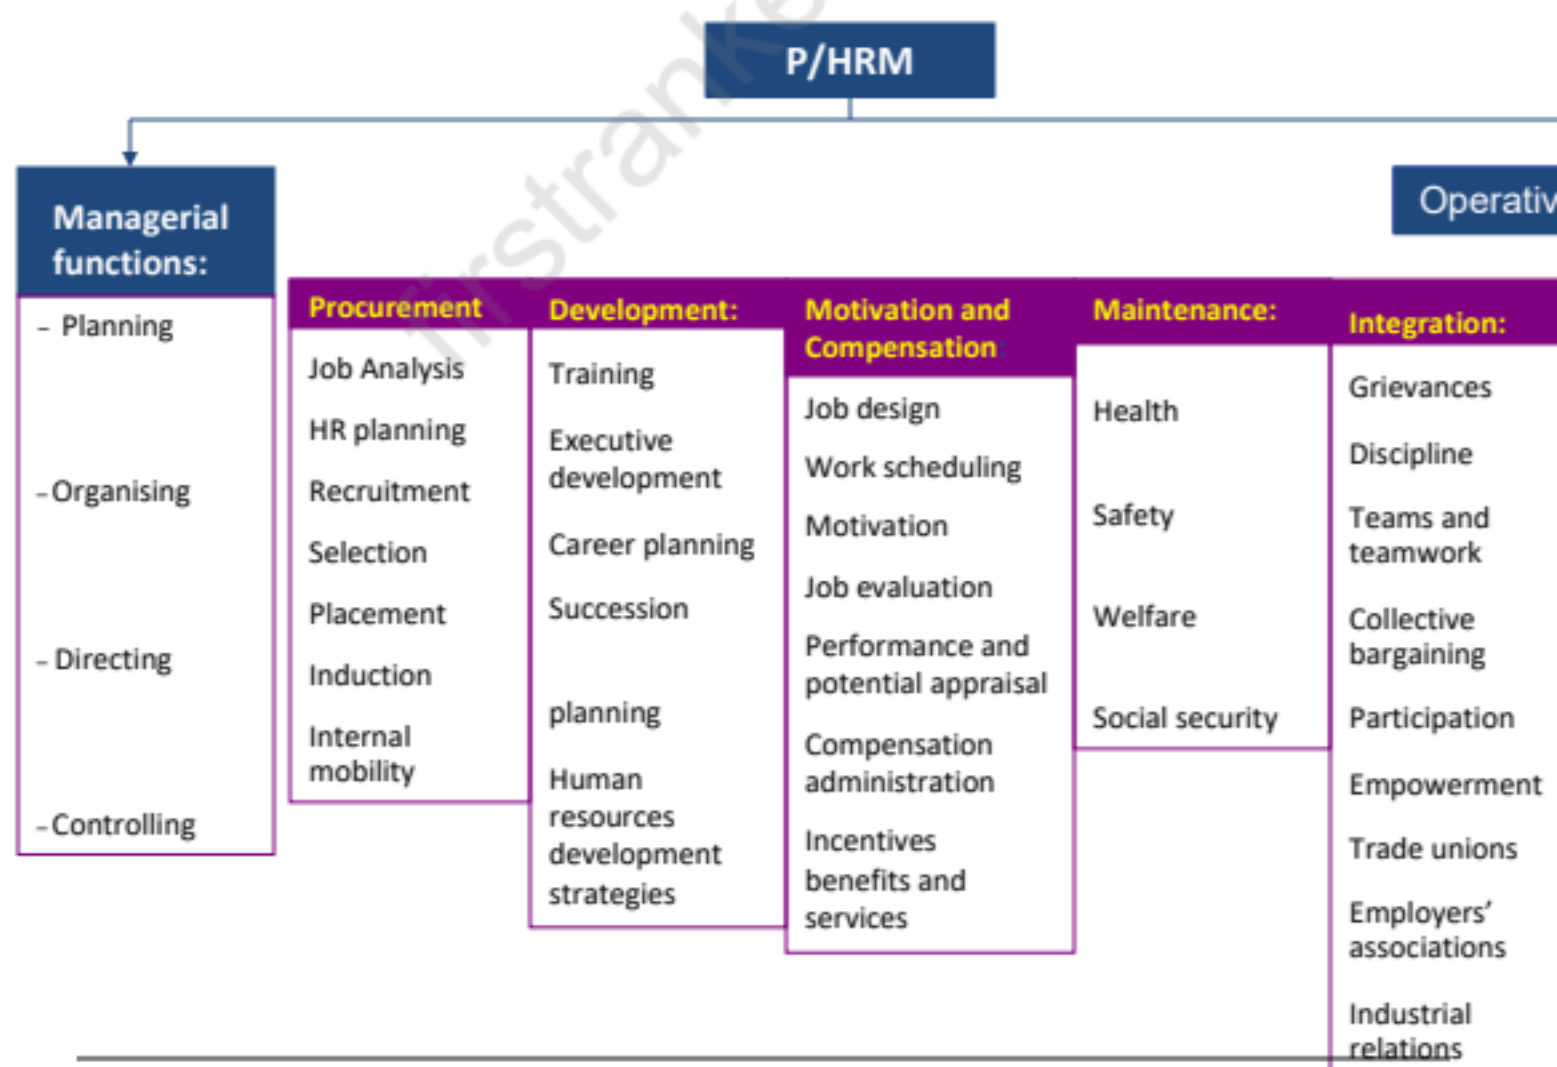 P/HRM
Managerial
functions:
– Planning
– Organising
– Directing
– Controlling
Operativ
Procurement
Job Analysis
HR planning
Recruitment
Selection
Placement
Induction
Internal
mobility
Development:
Training
Executive
development
Career planning
Succession
planning
Human
resources
development
strategies
Motivation and
Compensation:
Job design
Work scheduling
Motivation
Job evaluation
Performance and
potential appraisal
Compensation
administration
Incentives
benefits and
services
Maintenance:
Health
Safety
Welfare
Social security
Integration:
Grievances
Discipline
Teams and
teamwork
Collective
bargaining
Participation
Empowerment
Trade unions
Employers’
associations
Industrial
relations
firstranke